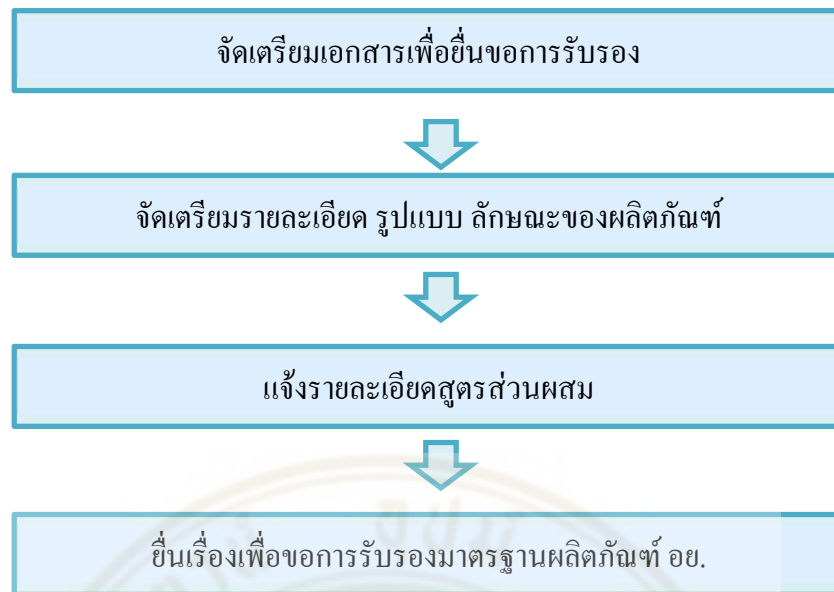 จัดเตรียมเอกสารเพื่อยื่นขอการรับรอง
จัดเตรียมรายละเอียด รูปแบบ ลักษณะของผลิตภัณฑ์
แจ้งรายละเอียดสูตรส่วนผสม
ยื่นเรื่องเพื่อขอการรับรองมาตรฐานผลิตภัณฑ์ อย.